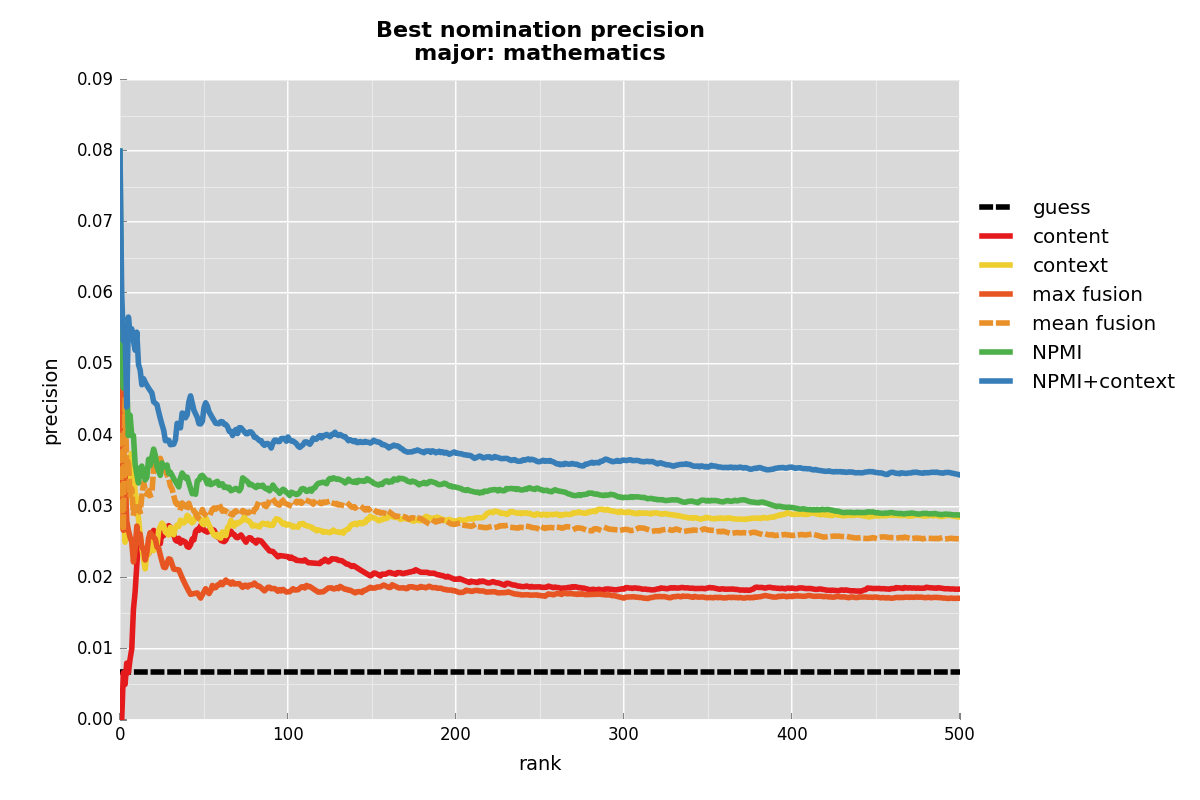 Best nomination precision
major: mathematics
0.09
0.08
0.07
0.06
0.05
0.04
0.03
0.02
0.01
0.00
precision
0 100 200 300 400 500
rank
guess
content
context
max fusion
mean fusion
NPMI
NPMI+context